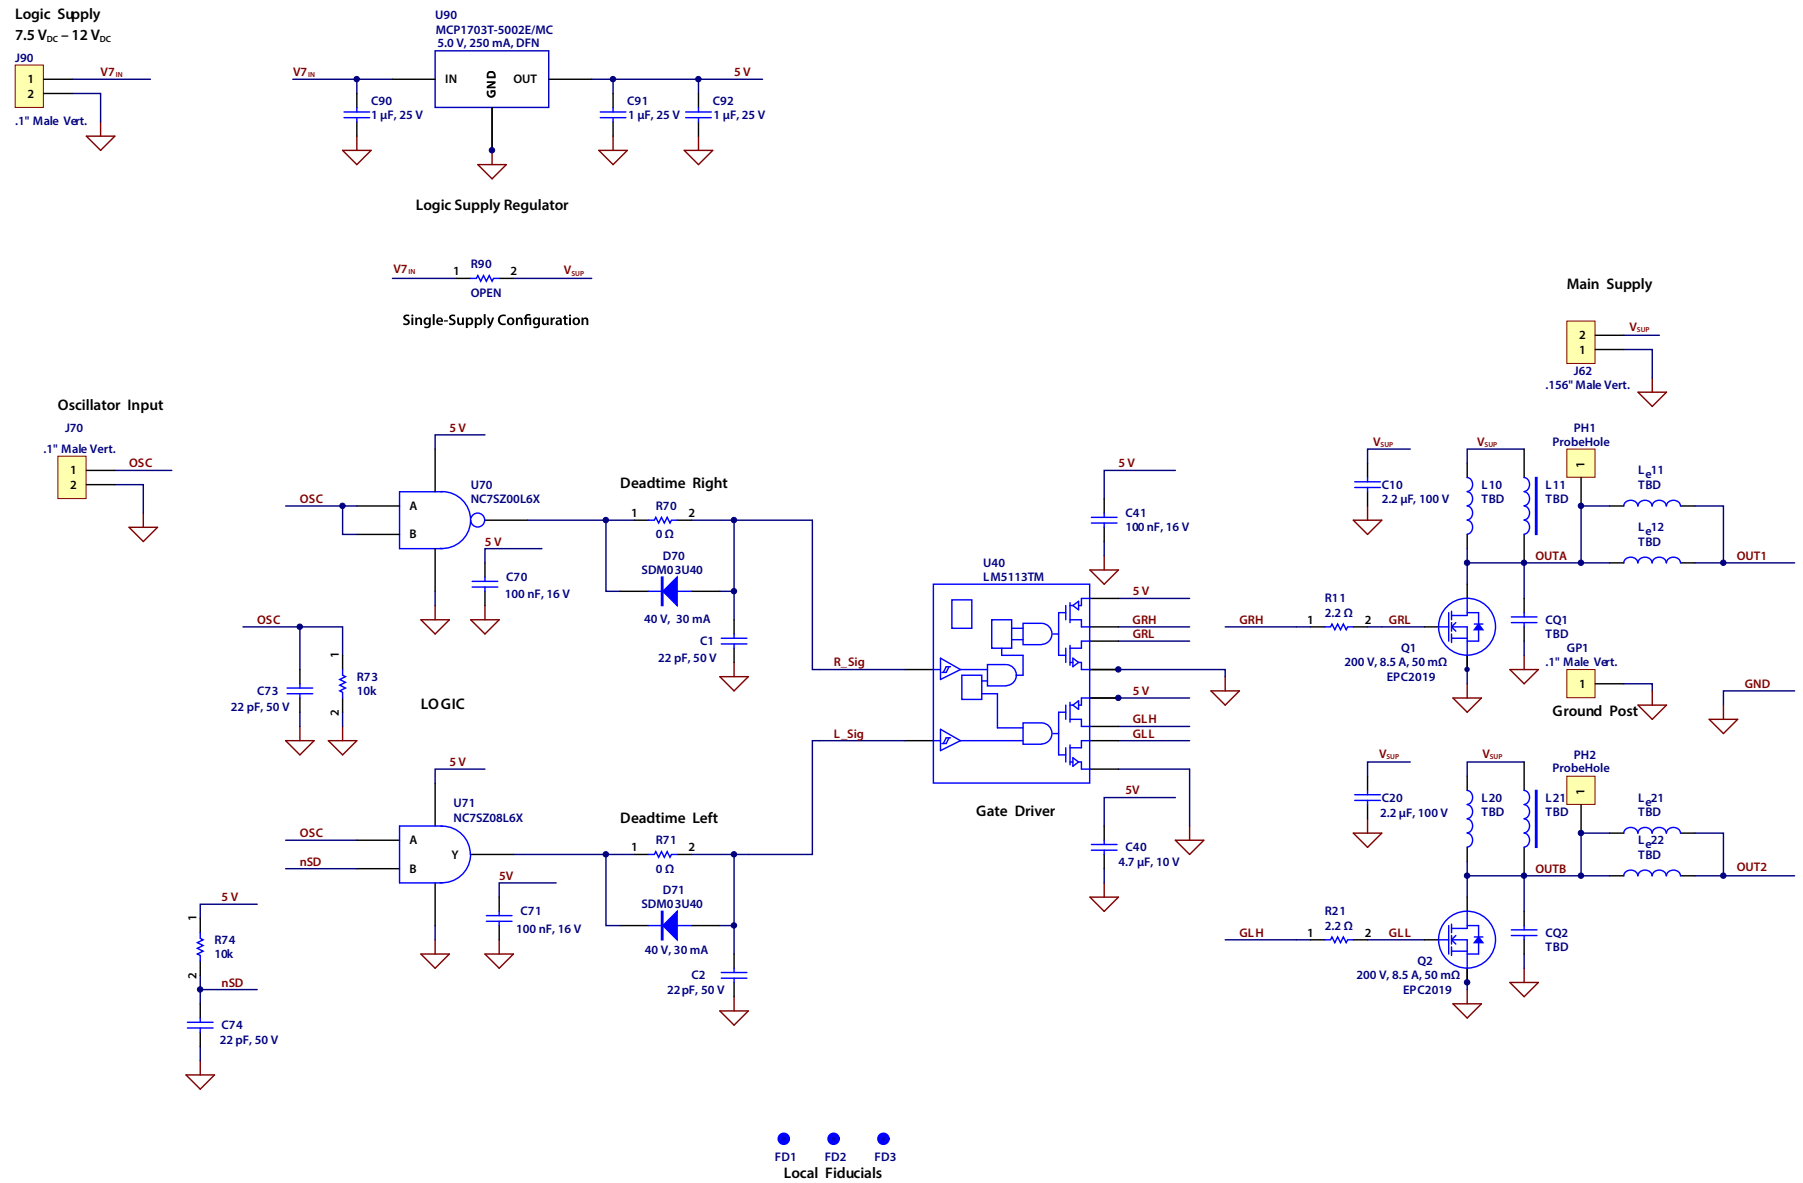 Logic Supply
7.5 VDC – 12 VDC
J90
1
2
V7IN
.1" Male Vert.
U90
MCP1703T-5002E/MC
5.0 V, 250 mA, DFN
V7IN
IN
GND
OUT
5 V
C90
1 µF, 25 V
C91
1 µF, 25 V
C92
1 µF, 25 V
Logic Supply Regulator
V7IN
1
R90
2
VSUP
OPEN
Single-Supply Configuration
Main Supply
2
1
VSUP
J62
.156" Male Vert.
Oscillator Input
J70
.1" Male Vert.
1
2
OSC
5 V
OSC
A
B
U70
NC7SZ00L6X
5 V
C70
100 nF, 16 V
Deadtime Right
R70
1
2
0 Ω
D70
SDM03U40
40 V, 30 mA
C1
22 pF, 50 V
R_Sig
OSC
C73
22 pF, 50 V
1
R73
10k
2
LOGIC
5 V
U71
NC7SZ08L6X
OSC
nSD
A
B
Y
5V
C71
100 nF, 16 V
Deadtime Left
R71
1
2
0 Ω
D71
SDM03U40
40 V, 30 mA
C2
22 pF, 50 V
L_Sig
5 V
1
R74
10k
2
nSD
C74
22 pF, 50 V
5 V
C41
100 nF, 16 V
U40
LM5113TM
5 V
GRH
GRL
5 V
GLH
GLL
Gate Driver
5V
C40
4.7 µF, 10 V
VSUP
C10
2.2 µF, 100 V
VSUP
L10
TBD
L11
TBD
PH1
ProbeHole
1
Le11
TBD
Le12
TBD
OUTA
OUT1
GRH
R11
2.2 Ω
1
2
GRL
Q1
200 V, 8.5 A, 50 mΩ
EPC2019
CQ1
TBD
GP1
.1" Male Vert.
1
Ground Post
GND
VSUP
C20
2.2 µF, 100 V
VSUP
L20
TBD
L21
TBD
PH2
ProbeHole
1
Le21
TBD
Le22
TBD
OUTB
OUT2
GLH
R21
2.2 Ω
1
2
GLL
Q2
200 V, 8.5 A, 50 mΩ
EPC2019
CQ2
TBD
FD1
FD2
FD3
Local Fiducials